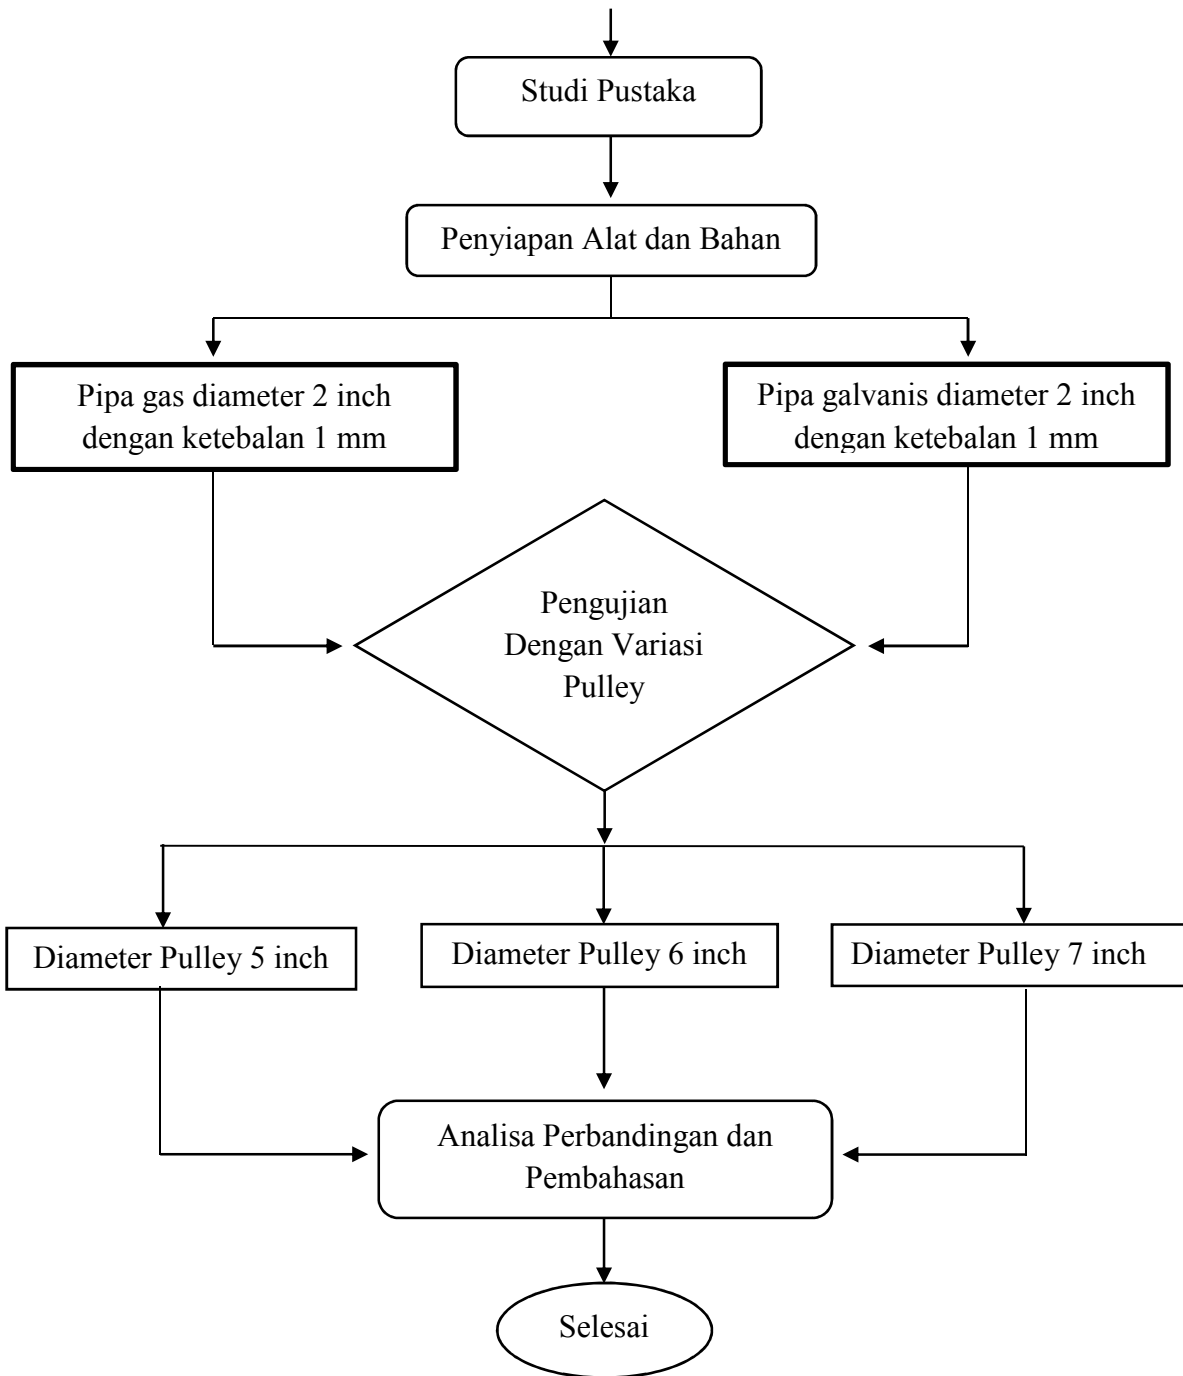 Studi Pustaka
Penyiapan Alat dan Bahan
Pipa gas diameter 2 inch
dengan ketebalan 1 mm
Pipa galvanis diameter 2 inch
dengan ketebalan 1 mm
Pengujian
Dengan Variasi
Pulley
Diameter Pulley 5 inch
Diameter Pulley 6 inch
Diameter Pulley 7 inch
Analisa Perbandingan dan
Pembahasan
Selesai